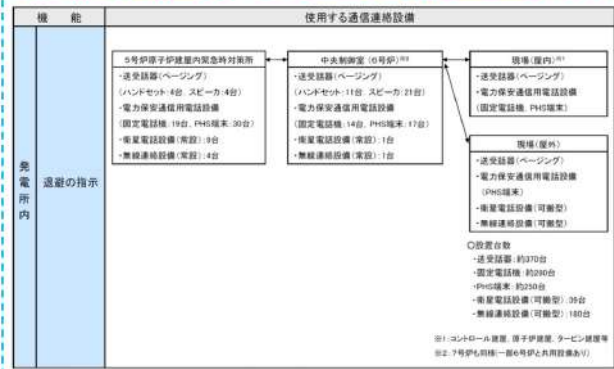 機 能
使用する通信連絡設備
発電所内
退避の指示
5号炉原子炉建屋内緊急時対策所
・送受話器(ページング)
(ハンドセット:4台, スピーカ:4台)
・電力保安通信用電話設備
(固定電話機:19台, PHS端末:30台)
・衛星電話設備(常設):9台
・無線連絡設備(常設):4台
中央制御室(6号炉)※2
・送受話器(ページング)
(ハンドセット:11台, スピーカ:21台)
・電力保安通信用電話設備
(固定電話機:14台, PHS端末:17台)
・衛星電話設備(常設):1台
・無線連絡設備(常設):1台
現場(屋内)※1
・送受話器(ページング)
・電力保安通信用電話設備
(固定電話機, PHS端末)
現場(屋外)
・送受話器(ページング)
・電力保安通信用電話設備
(PHS端末)
・衛星電話設備(可搬型)
・無線連絡設備(可搬型)
○設置台数
・送受話器:約370台
・固定電話機:約280台
・PHS端末:約250台
・衛星電話設備(可搬型):39台
・無線連絡設備(可搬型):180台
※1:コントロール建屋, 原子炉建屋, タービン建屋等
※2:7号炉も同様(一部6号炉と共用設備あり)